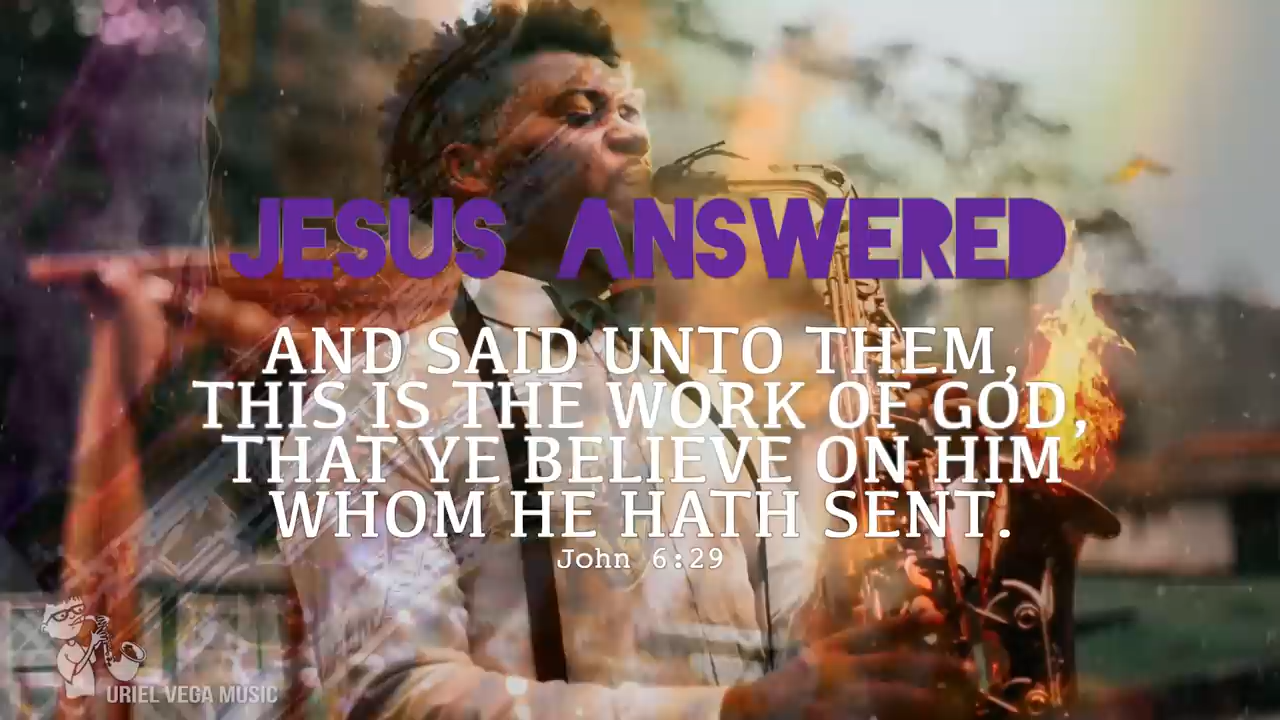 JESUS ANSWERED
AND SAID UNTO THEM,
THIS IS THE WORK OF GOD,
THAT YE BELIEVE ON HIM
WHOM HE HATH SENT.
John 6:29
URIEL VEGA MUSIC